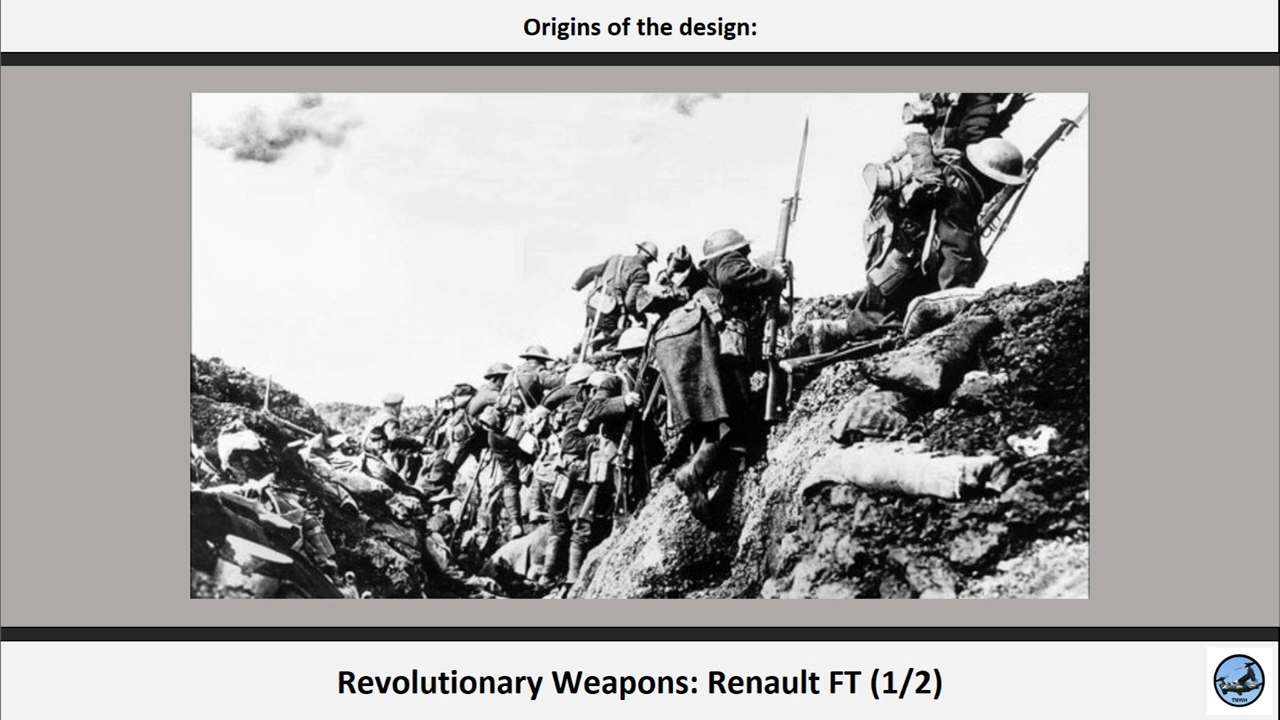 Origins of the design:
Revolutionary Weapons: Renault FT (1/2)